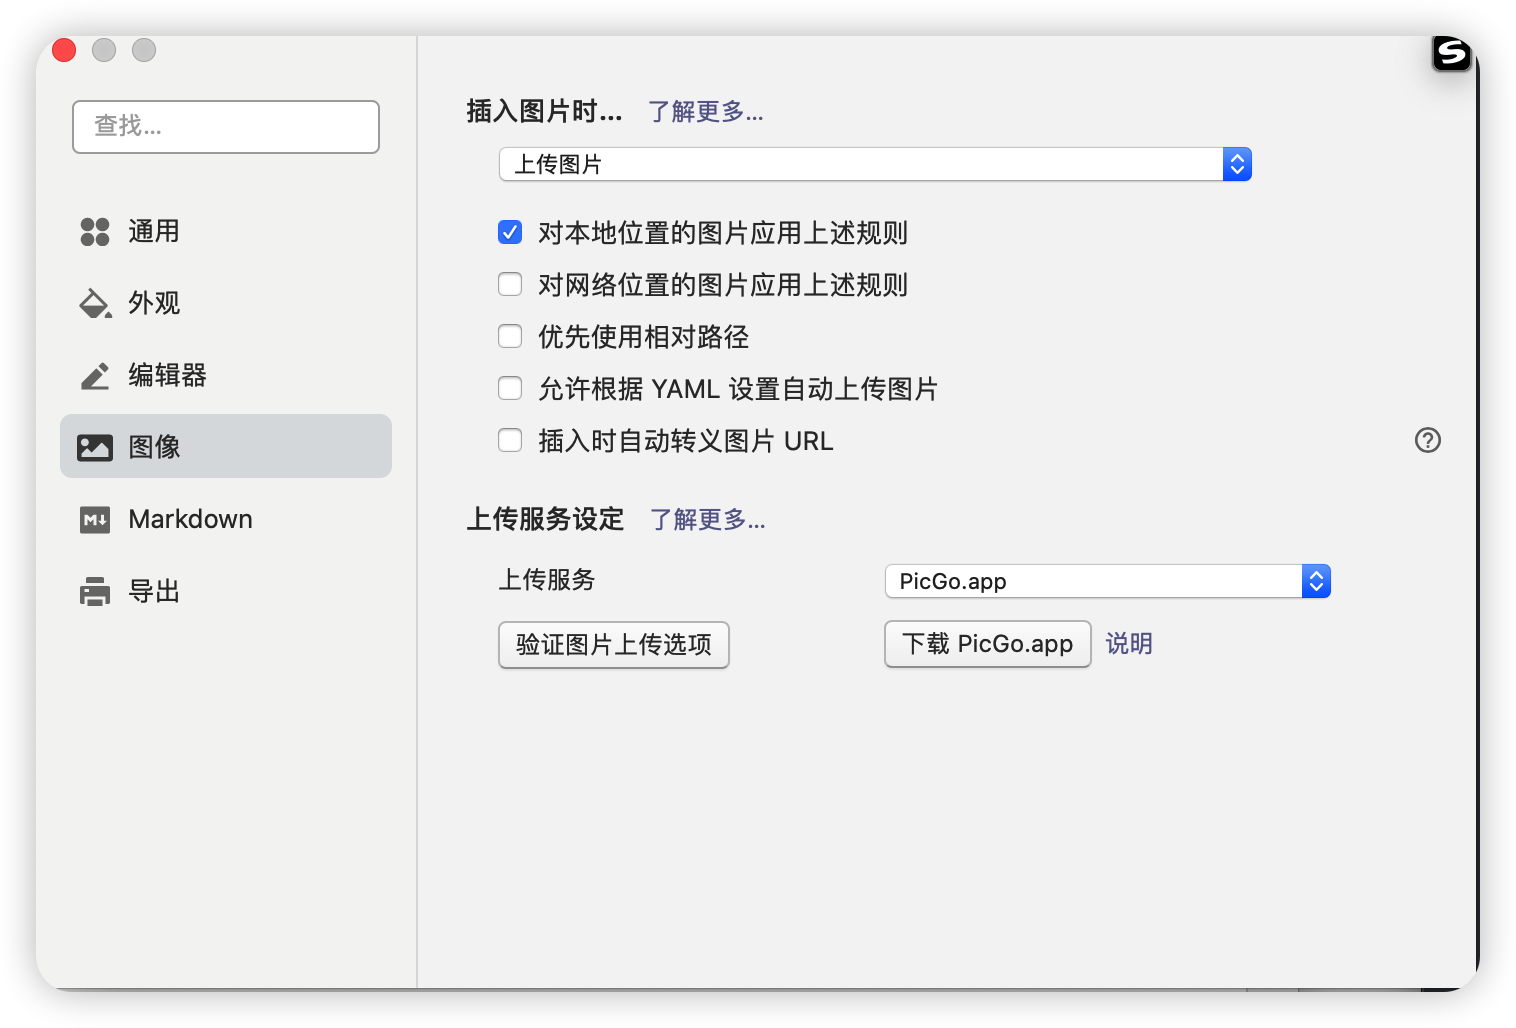 查找...
通用
外观
编辑器
图像
Markdown
导出
插入图片时... 了解更多...
上传图片
对本地位置的图片应用上述规则
对网络位置的图片应用上述规则
优先使用相对路径
允许根据 YAML 设置自动上传图片
插入时自动转义图片 URL
上传服务设定 了解更多...
上传服务 PicGo.app
验证图片上传选项 下载 PicGo.app 说明